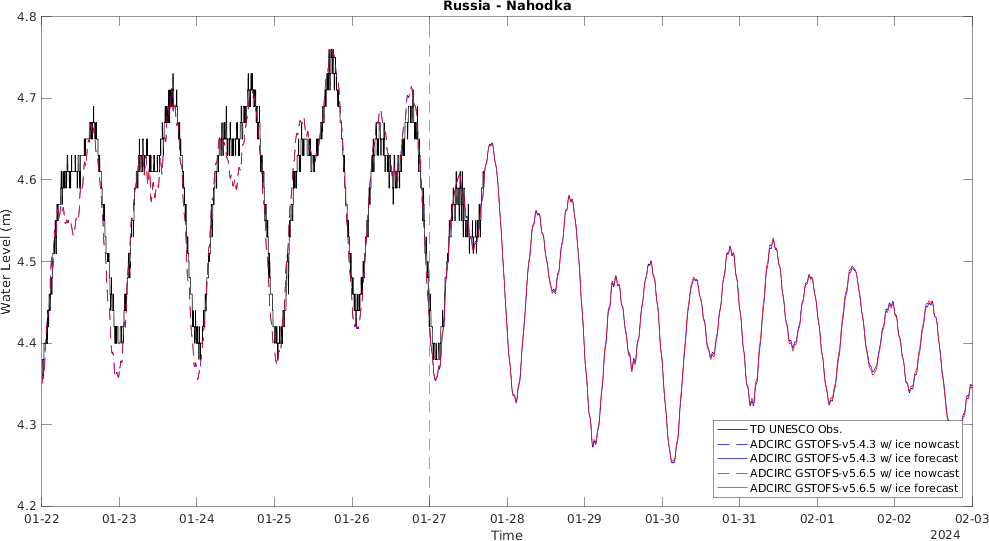 Russia - Nahodka
4.8
4.7
4.6
4.5
4.4
4.3
4.2
Water Level (m)
TD UNESCO Obs.
ADCIRC GSTOFS-v5.4.3 w/ ice nowcast
ADCIRC GSTOFS-v5.4.3 w/ ice forecast
ADCIRC GSTOFS-v5.6.5 w/ ice nowcast
ADCIRC GSTOFS-v5.6.5 w/ ice forecast
01-22 01-23 01-24 01-25 01-26 01-27 01-28 01-29 01-30 01-31 02-01 02-02 02-03
Time
2024